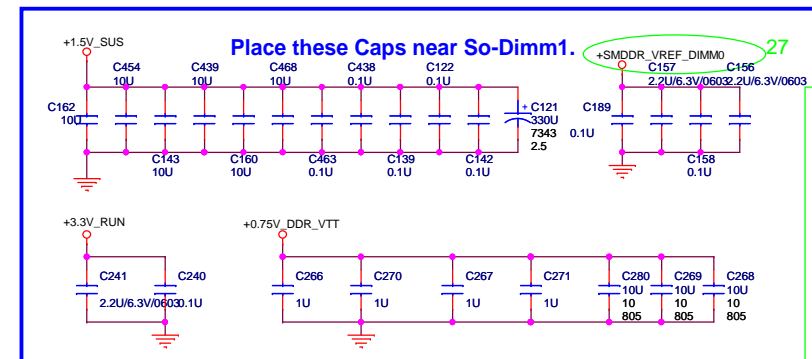 Place these Caps near So-Dimm1.
27
+1.5V_SUS
+SMDDR_VREF_DIMM0
C454
10U
C439
10U
C468
10U
C438
0.1U
C122
0.1U
C157
2.2U/6.3V/0603
C156
2.2U/6.3V/0603
C162
10U
+
C121
330U
7343
2.5
C189
0.1U
C143
10U
C160
10U
C463
0.1U
C139
0.1U
C142
0.1U
C158
0.1U
+3.3V_RUN
+0.75V_DDR_VTT
C241
2.2U/6.3V/0603
C240
0.1U
C266
1U
C270
1U
C267
1U
C271
1U
C280
10U
10
805
C269
10U
10
805
C268
10U
10
805